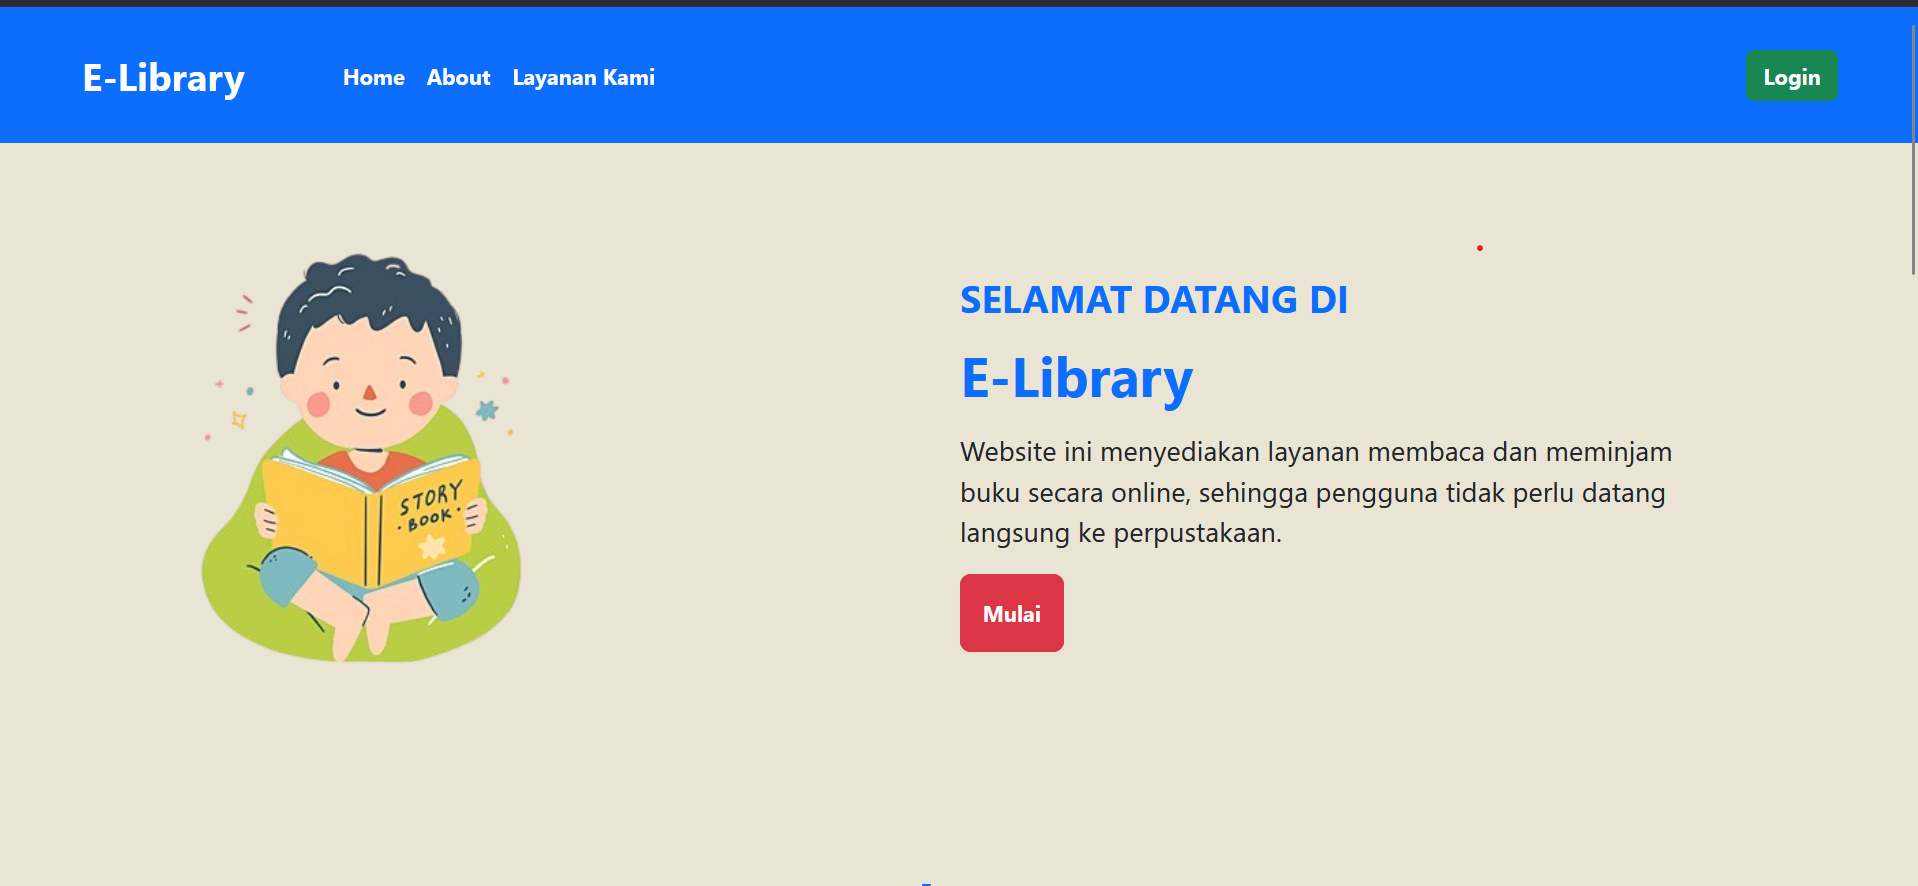 E-Library
Home
About
Layanan Kami
Login
SELAMAT DATANG DI
E-Library
Website ini menyediakan layanan membaca dan meminjam
buku secara online, sehingga pengguna tidak perlu datang
langsung ke perpustakaan.
STORY
BOOK
Mulai